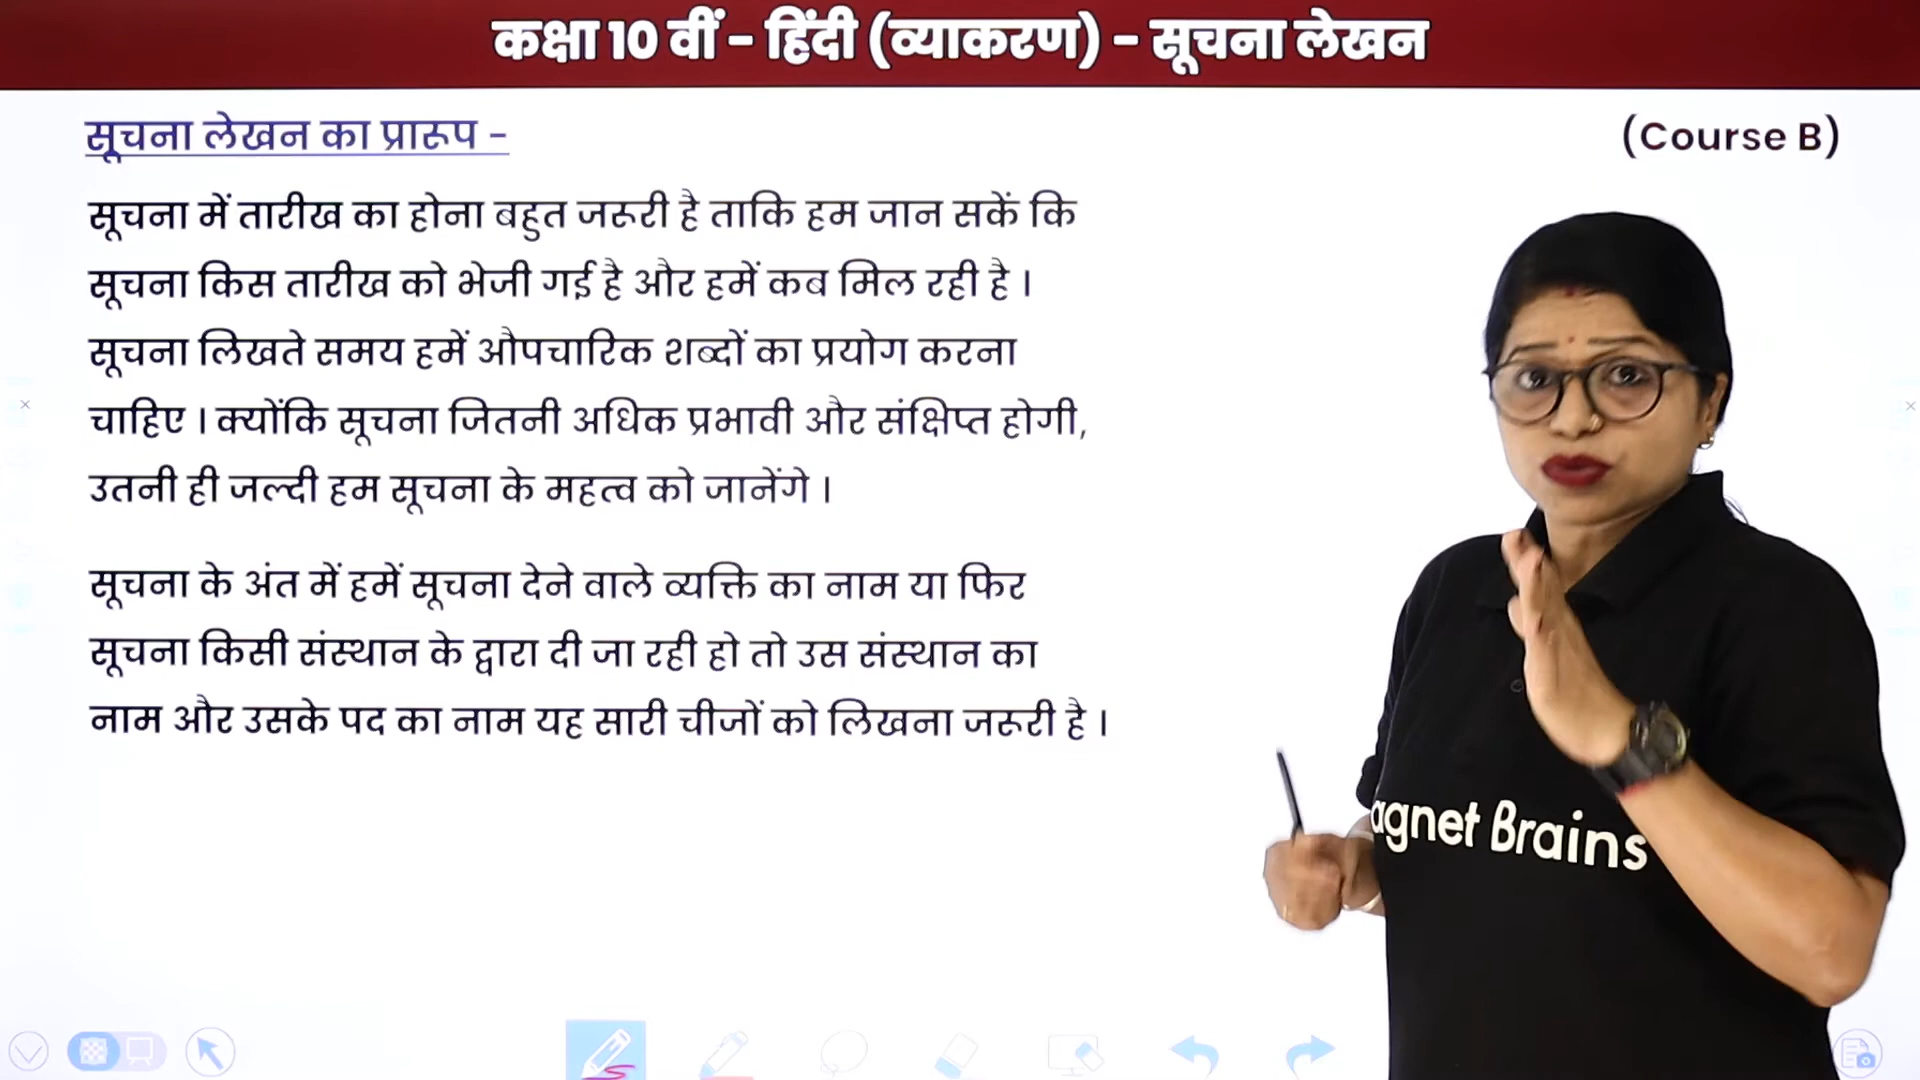 कक्षा 10 वीं - हिंदी (व्याकरण) - सूचना लेखन
सूचना लेखन का प्रारूप -
(Course B)
सूचना में तारीख का होना बहुत जरूरी है ताकि हम जान सकें कि
सूचना किस तारीख को भेजी गई है और हमें कब मिल रही है ।
सूचना लिखते समय हमें औपचारिक शब्दों का प्रयोग करना
चाहिए । क्योंकि सूचना जितनी अधिक प्रभावी और संक्षिप्त होगी,
उतनी ही जल्दी हम सूचना के महत्व को जानेंगे ।
सूचना के अंत में हमें सूचना देने वाले व्यक्ति का नाम या फिर
सूचना किसी संस्थान के द्वारा दी जा रही हो तो उस संस्थान का
नाम और उसके पद का नाम यह सारी चीजों को लिखना जरूरी है ।
agnet Brains